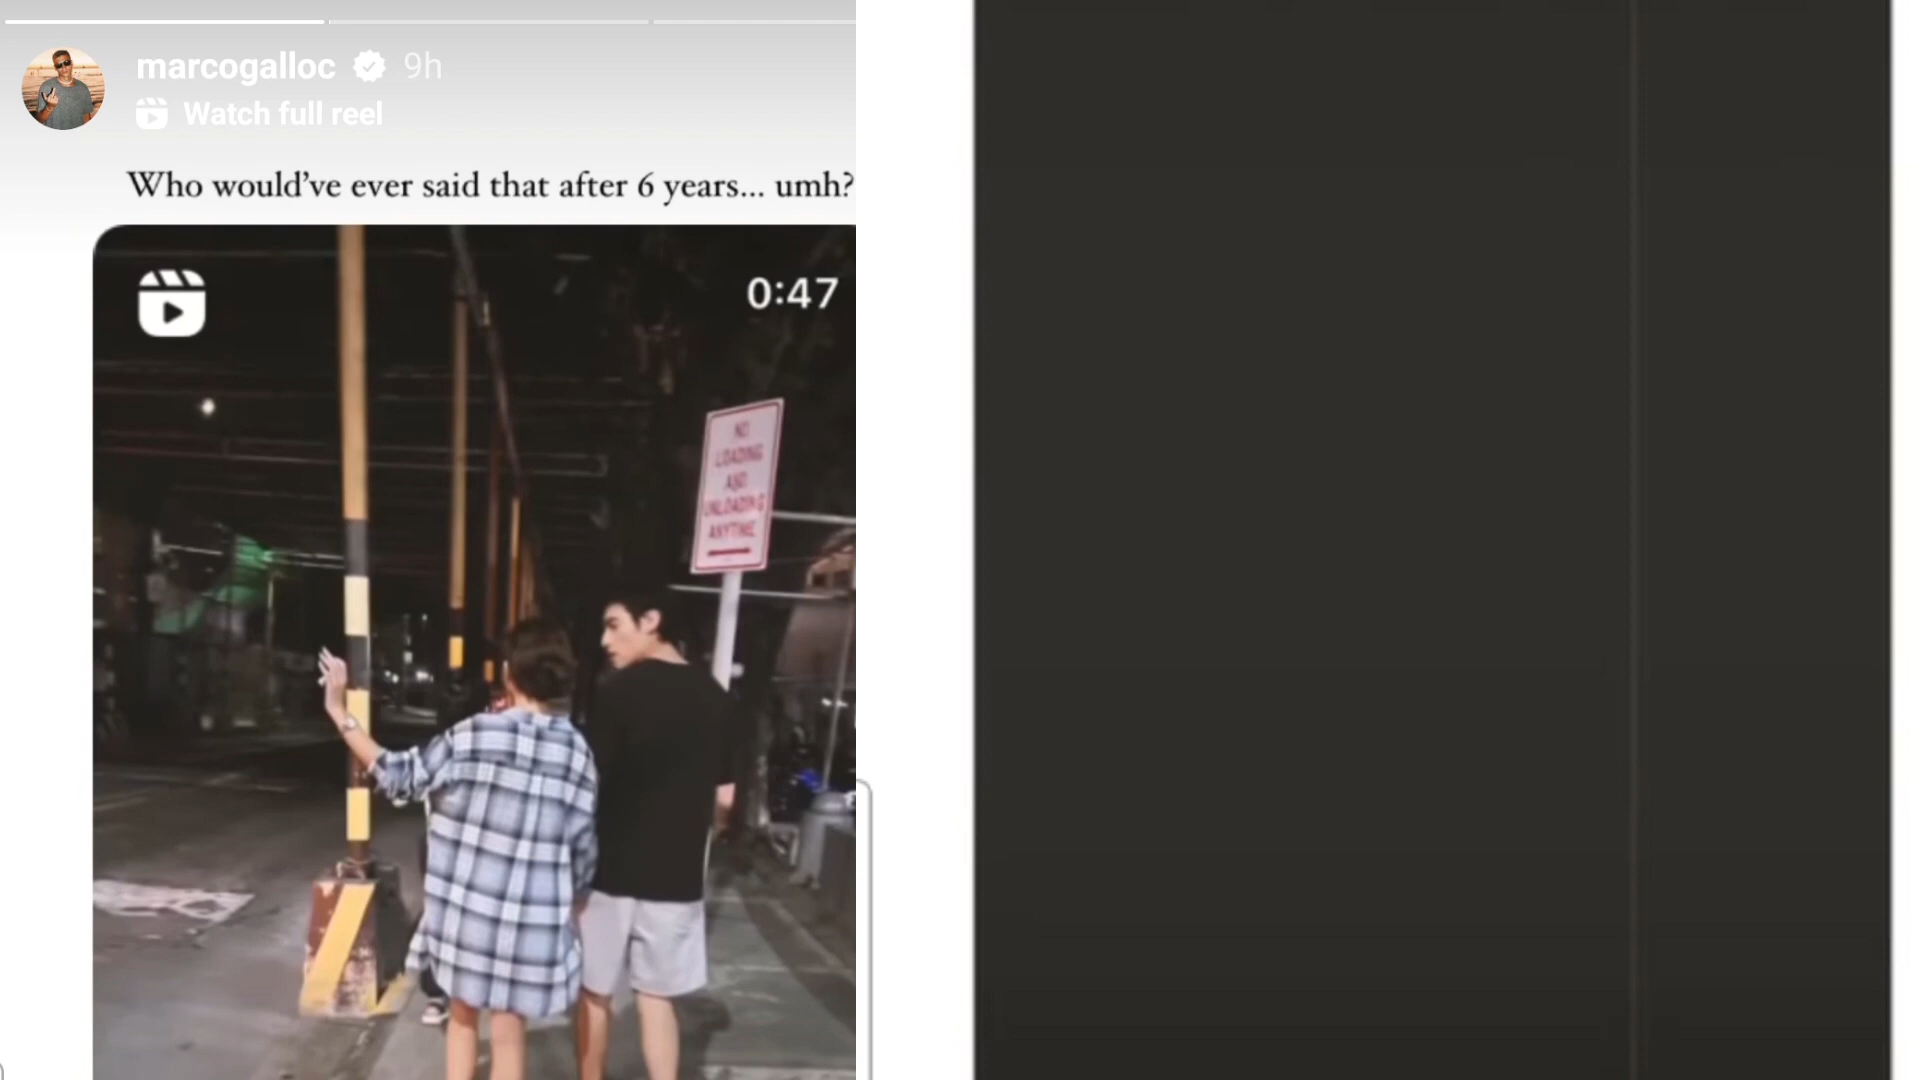 marcogalloc 9h
Watch full reel
Who would've ever said that after 6 years... umh?
0:47
NO
LOADING
AND
UNLOADING
ANYTIME